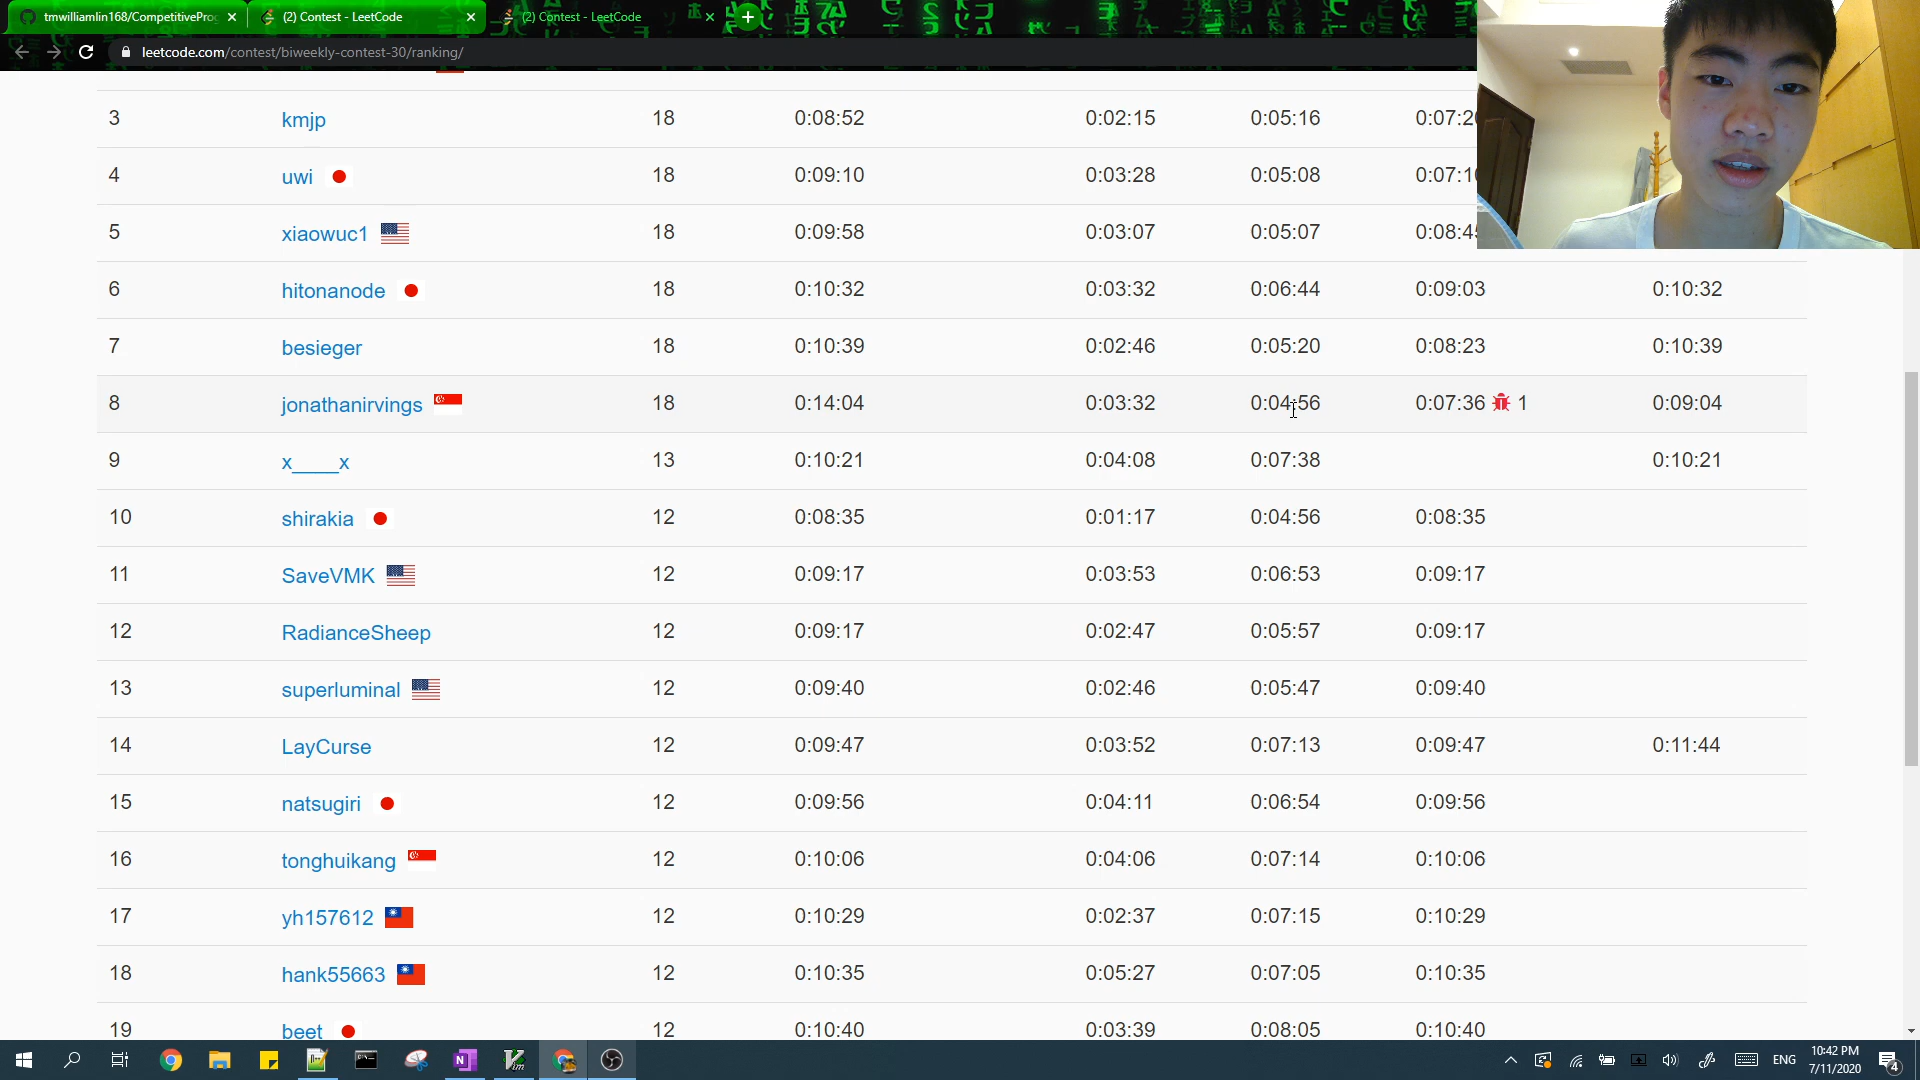 tmwilliamlin168/CompetitiveProg
(2) Contest - LeetCode
(2) Contest - LeetCode
leetcode.com/contest/biweekly-contest-30/ranking/
3 kmjp 18 0:08:52 0:02:15 0:05:16 0:07:20
4 uwi 18 0:09:10 0:03:28 0:05:08 0:07:10
5 xiaowuc1 18 0:09:58 0:03:07 0:05:07 0:08:45
6 hitonanode 18 0:10:32 0:03:32 0:06:44 0:09:03 0:10:32
7 besieger 18 0:10:39 0:02:46 0:05:20 0:08:23 0:10:39
8 jonathanirvings 18 0:14:04 0:03:32 0:04:56 0:07:36 1 0:09:04
9 x____x 13 0:10:21 0:04:08 0:07:38 0:10:21
10 shirakia 12 0:08:35 0:01:17 0:04:56 0:08:35
11 SaveVMK 12 0:09:17 0:03:53 0:06:53 0:09:17
12 RadianceSheep 12 0:09:17 0:02:47 0:05:57 0:09:17
13 superluminal 12 0:09:40 0:02:46 0:05:47 0:09:40
14 LayCurse 12 0:09:47 0:03:52 0:07:13 0:09:47 0:11:44
15 natsugiri 12 0:09:56 0:04:11 0:06:54 0:09:56
16 tonghuikang 12 0:10:06 0:04:06 0:07:14 0:10:06
17 yh157612 12 0:10:29 0:02:37 0:07:15 0:10:29
18 hank55663 12 0:10:35 0:05:27 0:07:05 0:10:35
19 beet 12 0:10:40 0:03:39 0:08:05 0:10:40
ENG
10:42 PM
7/11/2020
4